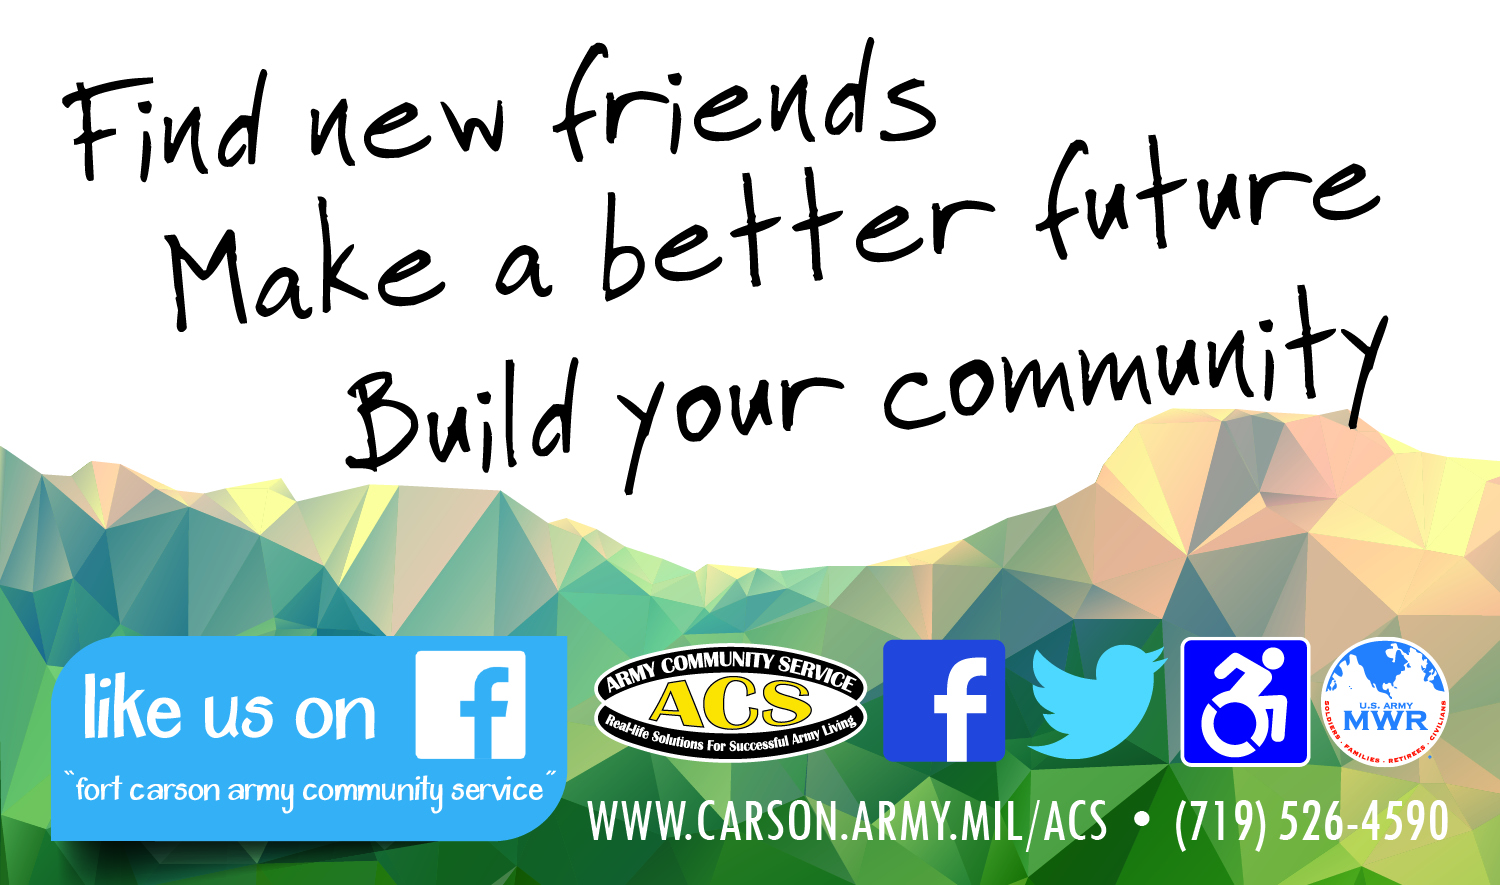 Find new friends
Make a better future
Build your community
like us on f
"fort carson army community service"
ARMY COMMUNITY SERVICE
ACS
Real-life Solutions For Successful Army Living
f
U.S. ARMY
MWR
SOLDIERS · FAMILIES · RETIREES · CIVILIANS
WWW.CARSON.ARMY.MIL/ACS • (719) 526-4590